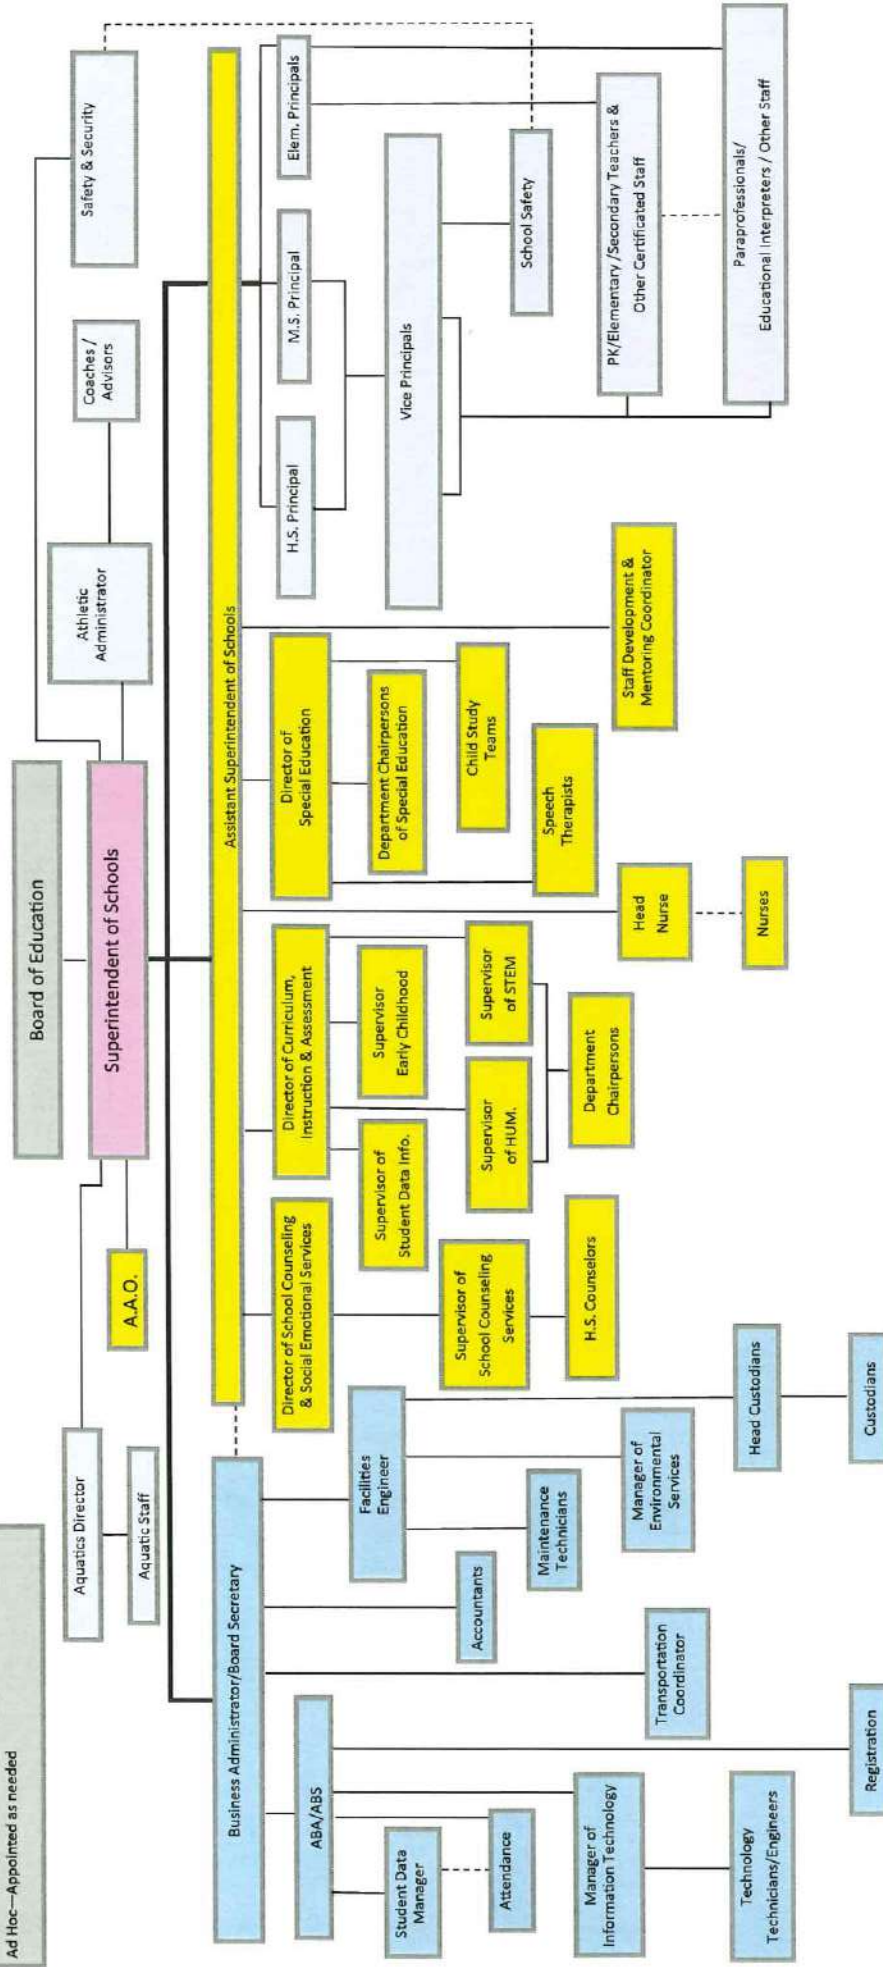 Ad Hoc—Appointed as needed
Board of Education
Superintendent of Schools
A.A.O.
Aquatics Director
Aquatic Staff
Athletic
Administrator
Coaches /
Advisors
Safety & Security
Business Administrator/Board Secretary
Assistant Superintendent of Schools
ABA/ABS
Student Data
Manager
Attendance
Manager of
Information Technology
Technology
Technicians/Engineers
Registration
Transportation
Coordinator
Accountants
Facilities
Engineer
Maintenance
Technicians
Manager of
Environmental
Services
Head Custodians
Custodians
Director of School Counseling
& Social Emotional Services
Supervisor of
School Counseling
Services
H.S. Counselors
Director of Curriculum,
Instruction & Assessment
Supervisor of
Student Data Info.
Supervisor
Early Childhood
Supervisor
of HUM.
Supervisor
of STEM
Department
Chairpersons
Head
Nurse
Nurses
Director of
Special Education
Department Chairpersons
of Special Education
Child Study
Teams
Speech
Therapists
Staff Development &
Mentoring Coordinator
H.S. Principal
M.S. Principal
Elem. Principals
Vice Principals
School Safety
PK/Elementary /Secondary Teachers &
Other Certificated Staff
Paraprofessionals/
Educational Interpreters / Other Staff